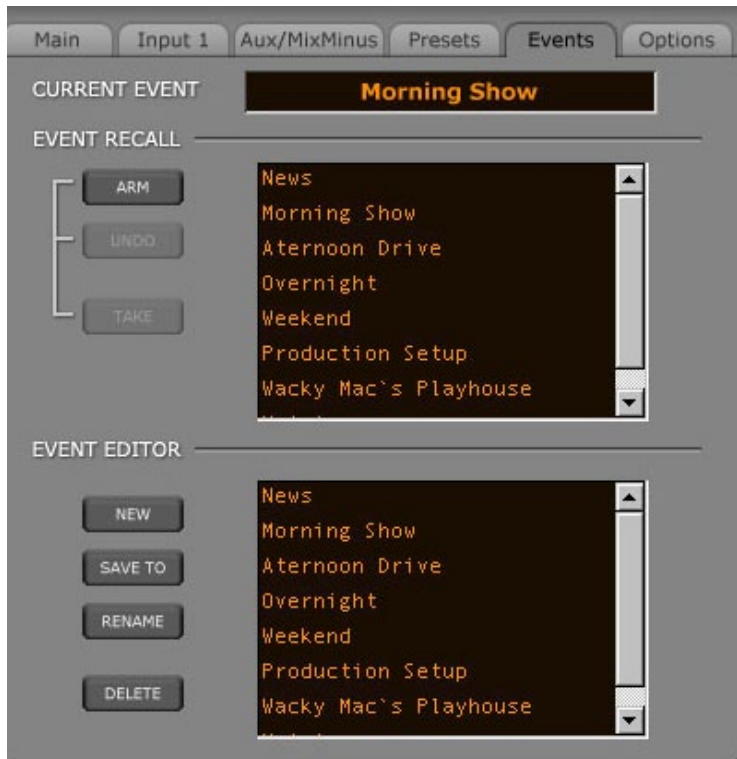 Main Input 1 Aux/MixMinus Presets Events Options
CURRENT EVENT Morning Show
EVENT RECALL
ARM
UNDO
TAKE
News
Morning Show
Aternoon Drive
Overnight
Weekend
Production Setup
Wacky Mac`s Playhouse
EVENT EDITOR
NEW
SAVE TO
RENAME
DELETE
News
Morning Show
Aternoon Drive
Overnight
Weekend
Production Setup
Wacky Mac`s Playhouse